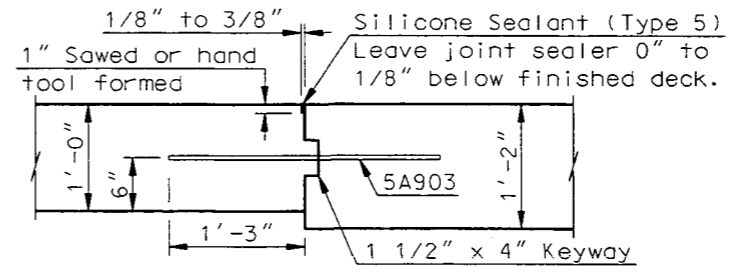 1/8" to 3/8"
Silicone Sealant (Type 5)
Leave joint sealer 0" to
1/8" below finished deck.
1" Sawed or hand
tool formed
1'-0"
6"
5A903
1'-2"
1'-3"
1 1/2" x 4" Keyway